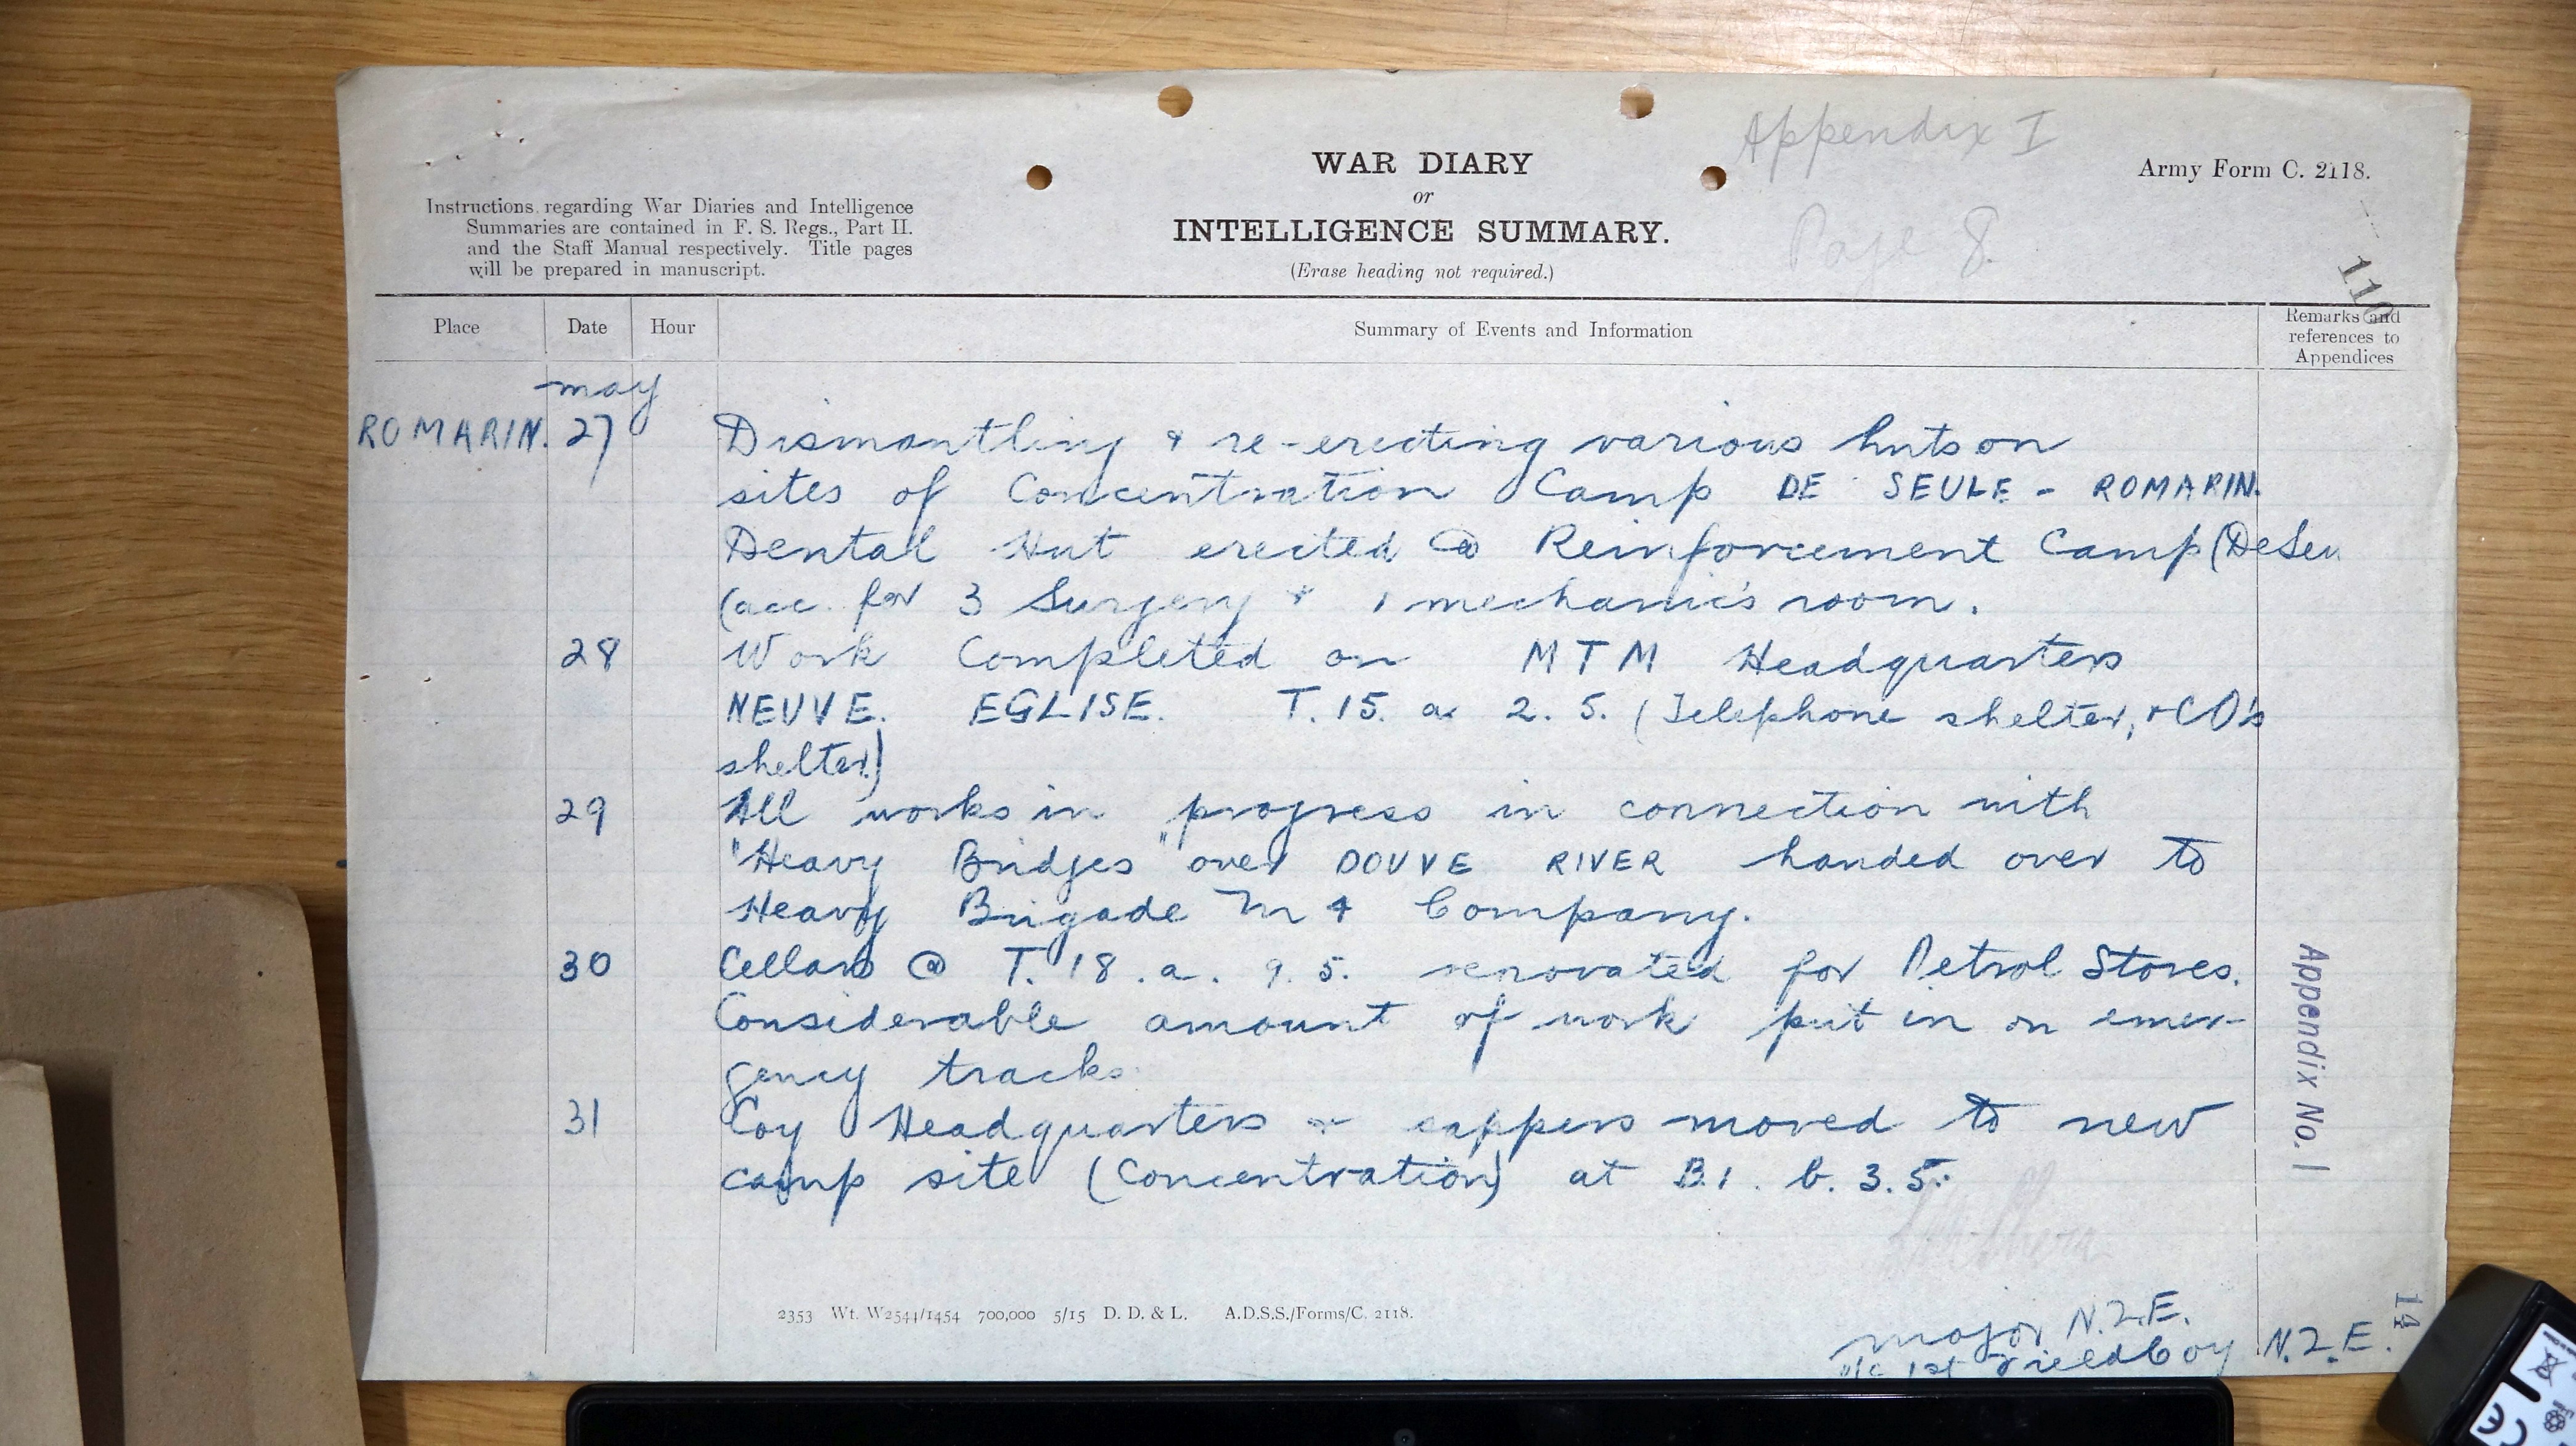 Appendix I
WAR DIARY
or
INTELLIGENCE SUMMARY.
(Erase heading not required.)
Army Form C. 2118.
Page 8.
Instructions regarding War Diaries and Intelligence
Summaries are contained in F. S. Regs., Part II.
and the Staff Manual respectively. Title pages
will be prepared in manuscript.
110
Place Date Hour Summary of Events and Information Remarks and references to Appendices
may
ROMARIN. 27 Dismantling & re-erecting various huts on
sites of Concentration Camp DE SEULE - ROMARIN.
Dental Hut erected @ Reinforcement Camp (DeSeu
(acc. for 3 Surgery & 1 mechanic's room.
28 Work Completed on MTM Headquarters
NEUVE. EGLISE. T. 15. a 2. 5. (Telephone shelter, & CO's
shelter)
29 All works in progress in connection with
"Heavy Bridges" over DOUVE RIVER handed over to
Heavy Brigade M 4 Company.
30 Cellars @ T. 18. a. 9. 5. renovated for Petrol Stores.
Considerable amount of work put in on emer-
gency tracks
31 Coy Headquarters & sappers moved to new
camp site (Concentration) at B.1. b. 3. 5.
Appendix No. 1
2353 Wt. W2544/1454 700,000 5/15 D. D. & L. A.D.S.S./Forms/C. 2118.
major N.Z.E.
o/c 1st Field Coy N.Z.E.
14